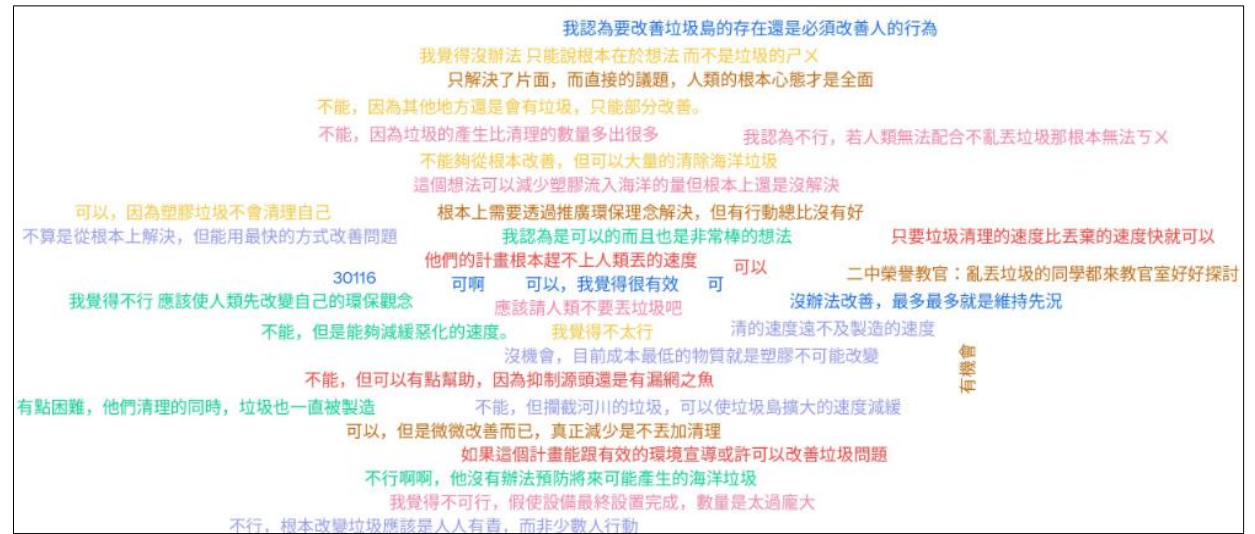 我認為要改善垃圾島的存在還是必須改善人的行為
我覺得沒辦法 只能說根本在於想法 而不是垃圾的ㄕㄨ
只解決了片面，而直接的議題，人類的根本心態才是全面
不能，因為其他地方還是會有垃圾，只能部分改善。
不能，因為垃圾的產生比清理的數量多出很多
我認為不行，若人類無法配合不亂丟垃圾那根本無法ㄎㄨ
不能夠從根本改善，但可以大量的清除海洋垃圾
這個想法可以減少塑膠流入海洋的量但根本上還是沒解決
可以，因為塑膠垃圾不會清理自己
根本上需要透過推廣環保理念解決，但有行動總比沒有好
不算是從根本上解決，但能用最快的方式改善問題
我認為是可以的而且也是非常棒的想法
只要垃圾清理的速度比丟棄的速度快就可以
他們的計畫根本趕不上人類丟的速度
可以
二中榮譽教官：亂丟垃圾的同學都來教官室好好探討
30116
可啊
可以，我覺得很有效
可
我覺得不行 應該使人類先改變自己的環保觀念
應該請人類不要丟垃圾吧
沒辦法改善，最多最多就是維持先況
不能，但是能夠減緩惡化的速度。
我覺得不太行
清的速度遠不及製造的速度
沒機會，目前成本最低的物質就是塑膠不可能改變
有機會
不能，但可以有點幫助，因為抑制源頭還是有漏網之魚
有點困難，他們清理的同時，垃圾也一直被製造
不能，但攔截河川的垃圾，可以使垃圾島擴大的速度減緩
可以，但是微微改善而已，真正減少是不丟加清理
如果這個計畫能跟有效的環境宣導或許可以改善垃圾問題
不行啊啊，他沒有辦法預防將來可能產生的海洋垃圾
我覺得不可行，假使設備最終設置完成，數量是太過龐大
不行，根本改變垃圾應該是人人有責，而非少數人行動